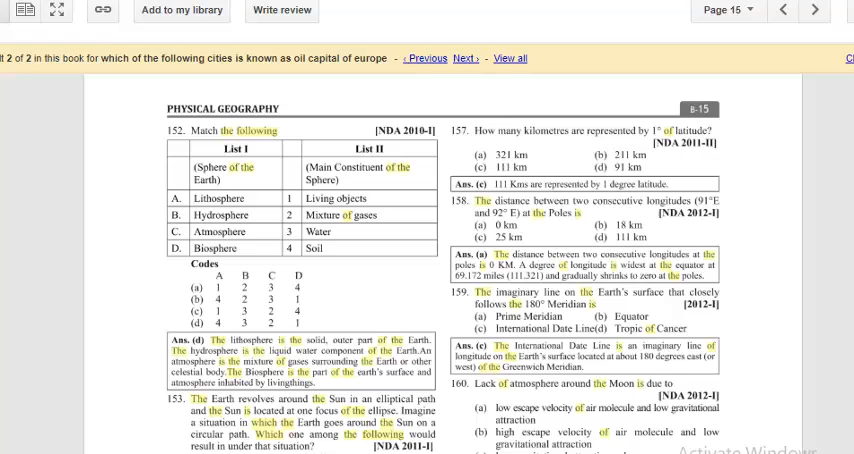 Add to my library
Write review
Page 15
2 of 2 in this book for which of the following cities is known as oil capital of europe - ‹ Previous Next › - View all
PHYSICAL GEOGRAPHY
B-15
152. Match the following [NDA 2010-I]
List I List II
(Sphere of the (Main Constituent of the
Earth) Sphere)
A. Lithosphere 1 Living objects
B. Hydrosphere 2 Mixture of gases
C. Atmosphere 3 Water
D. Biosphere 4 Soil
Codes
A B C D
(a) 1 2 3 4
(b) 4 2 3 1
(c) 1 3 2 4
(d) 4 3 2 1
Ans. (d) The lithosphere is the solid, outer part of the Earth.
The hydrosphere is the liquid water component of the Earth.An
atmosphere is the mixture of gases surrounding the Earth or other
celestial body.The Biosphere is the part of the earth's surface and
atmosphere inhabited by livingthings.
153. The Earth revolves around the Sun in an elliptical path
and the Sun is located at one focus of the ellipse. Imagine
a situation in which the Earth goes around the Sun on a
circular path. Which one among the following would
result in under that situation? [NDA 2011-I]
157. How many kilometres are represented by 1° of latitude?
[NDA 2011-II]
(a) 321 km (b) 211 km
(c) 111 km (d) 91 km
Ans. (c) 111 Kms are represented by 1 degree latitude.
158. The distance between two consecutive longitudes (91°E
and 92° E) at the Poles is [NDA 2012-I]
(a) 0 km (b) 18 km
(c) 25 km (d) 111 km
Ans. (a) The distance between two consecutive longitudes at the
poles is 0 KM. A degree of longitude is widest at the equator at
69.172 miles (111.321) and gradually shrinks to zero at the poles.
159. The imaginary line on the Earth's surface that closely
follows the 180° Meridian is [2012-I]
(a) Prime Meridian (b) Equator
(c) International Date Line(d) Tropic of Cancer
Ans. (c) The International Date Line is an imaginary line of
longitude on the Earth's surface located at about 180 degrees east (or
west) of the Greenwich Meridian.
160. Lack of atmosphere around the Moon is due to
[NDA 2012-I]
(a) low escape velocity of air molecule and low gravitational
attraction
(b) high escape velocity of air molecule and low
gravitational attraction
Activate Windows